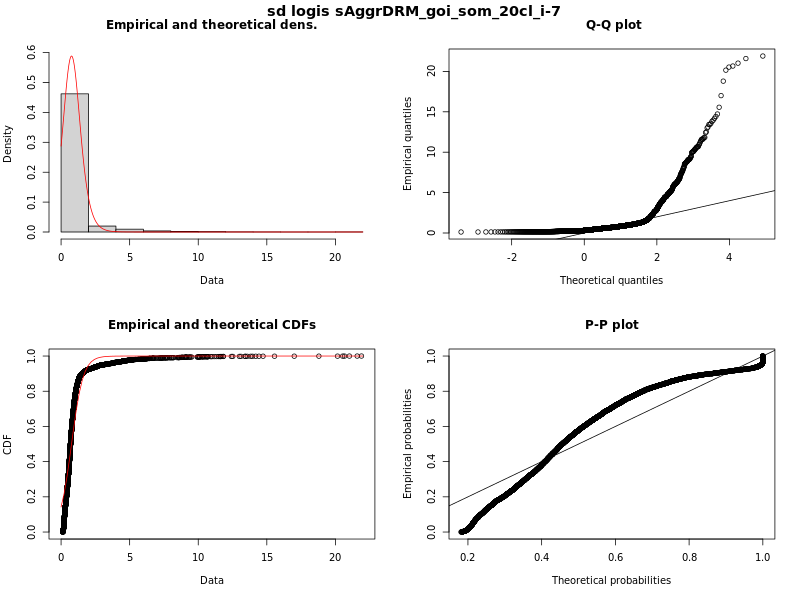 sd logis sAggrDRM_goi_som_20cl_i-7
Empirical and theoretical dens.
Density
0.0 0.1 0.2 0.3 0.4 0.5 0.6
0 5 10 15 20
Data
Q-Q plot
Empirical quantiles
0 5 10 15 20
-2 0 2 4
Theoretical quantiles
Empirical and theoretical CDFs
CDF
0.0 0.2 0.4 0.6 0.8 1.0
0 5 10 15 20
Data
P-P plot
Empirical probabilities
0.0 0.2 0.4 0.6 0.8 1.0
0.2 0.4 0.6 0.8 1.0
Theoretical probabilities